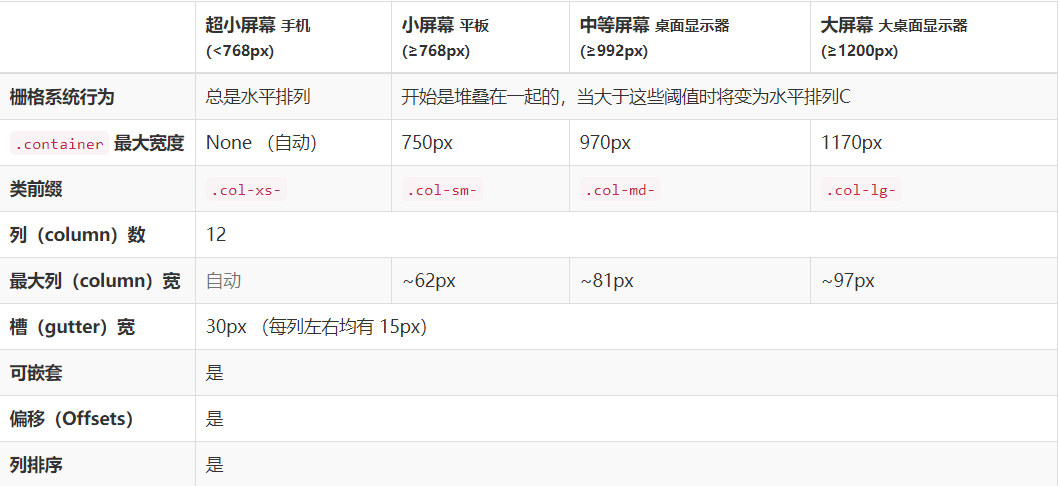 超小屏幕 手机 (<768px) 小屏幕 平板 (≥768px) 中等屏幕 桌面显示器 (≥992px) 大屏幕 大桌面显示器 (≥1200px)
栅格系统行为 总是水平排列 开始是堆叠在一起的，当大于这些阈值时将变为水平排列C
.container 最大宽度 None （自动） 750px 970px 1170px
类前缀 .col-xs- .col-sm- .col-md- .col-lg-
列（column）数 12
最大列（column）宽 自动 ~62px ~81px ~97px
槽（gutter）宽 30px （每列左右均有 15px）
可嵌套 是
偏移（Offsets） 是
列排序 是